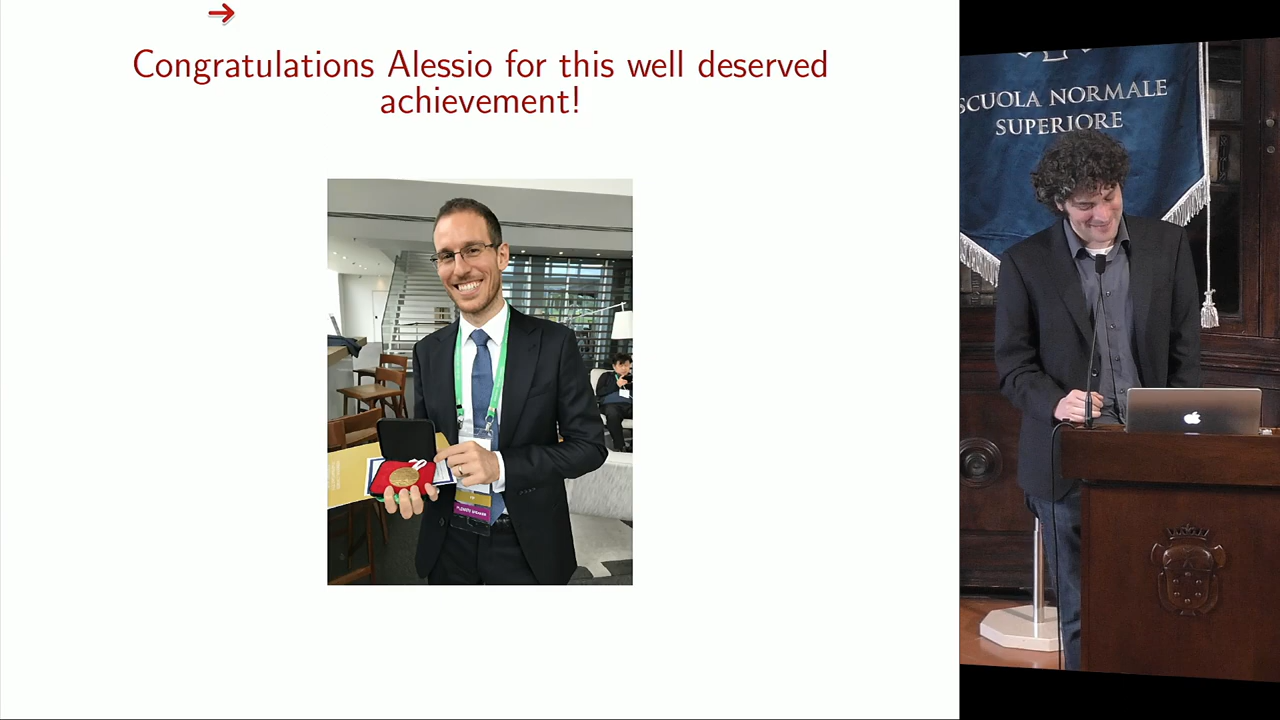 Congratulations Alessio for this well deserved
achievement!
SCUOLA NORMALE
SUPERIORE